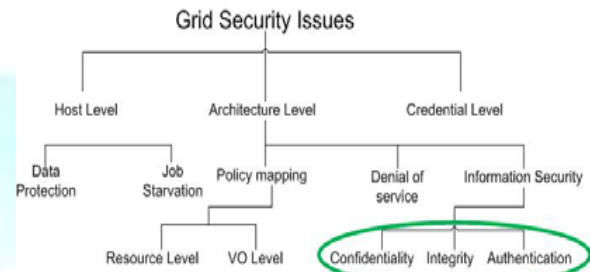 Grid Security Issues
Host Level Architecture Level Credential Level
Data Protection
Job Starvation
Policy mapping
Denial of service
Information Security
Resource Level VO Level Confidentiality Integrity Authentication